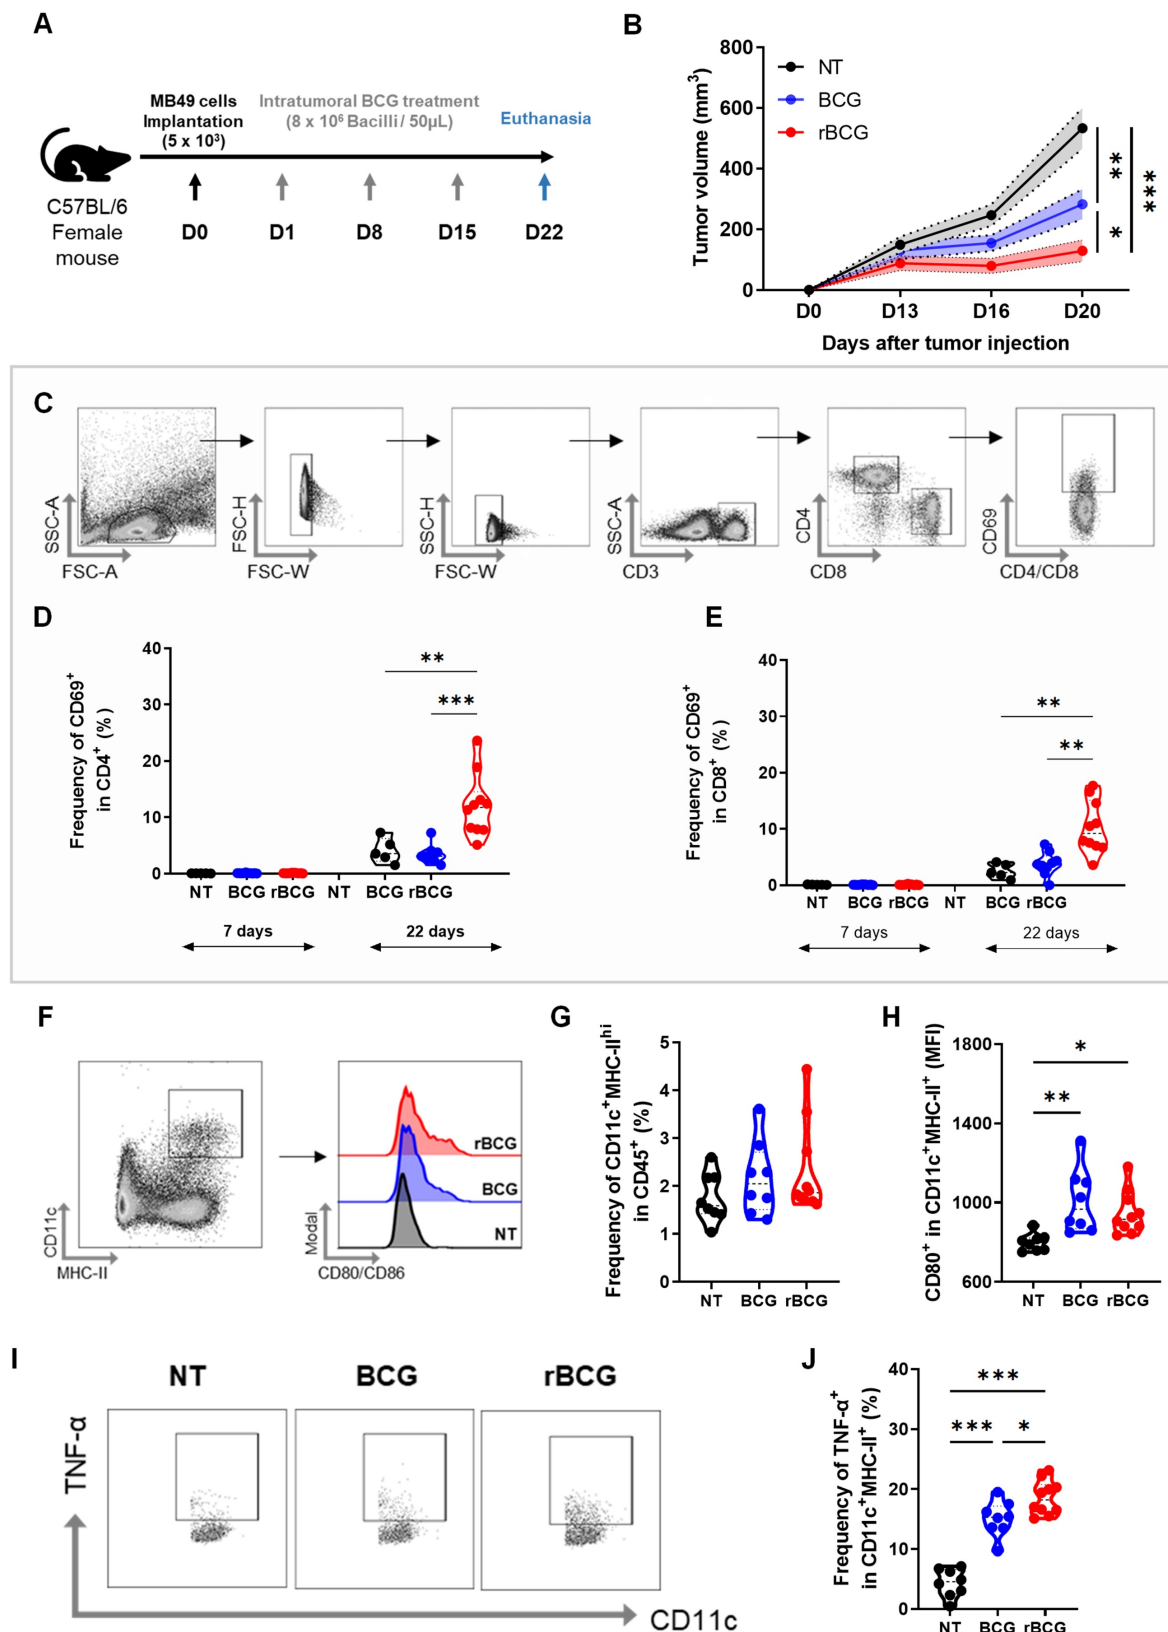 A
MB49 cells
Implantation
(5 x 10³)
Intratumoral BCG treatment
(8 x 10⁶ Bacilli / 50µL)
Euthanasia
C57BL/6
Female
mouse
D0
D1
D8
D15
D22
B
Tumor volume (mm³)
800
600
400
200
0
NT
BCG
rBCG
**
*
***
D0
D13
D16
D20
Days after tumor injection
C
SSC-A
FSC-A
FSC-H
FSC-W
SSC-H
FSC-W
SSC-A
CD3
CD4
CD8
CD69
CD4/CD8
D
Frequency of CD69⁺
in CD4⁺ (%)
40
30
20
10
0
**
***
NT
BCG
rBCG
NT
BCG
rBCG
7 days
22 days
E
Frequency of CD69⁺
in CD8⁺ (%)
40
30
20
10
0
**
**
NT
BCG
rBCG
NT
BCG
rBCG
7 days
22 days
F
CD11c
MHC-II
Modal
CD80/CD86
rBCG
BCG
NT
G
Frequency of CD11c⁺MHC-IIʰⁱ
in CD45⁺ (%)
5
4
3
2
1
0
NT
BCG
rBCG
H
CD80⁺ in CD11c⁺MHC-II⁺ (MFI)
1800
1400
1000
600
*
**
NT
BCG
rBCG
I
NT
BCG
rBCG
TNF-α
CD11c
J
Frequency of TNF-α⁺
in CD11c⁺MHC-II⁺ (%)
40
30
20
10
0
***
***
*
NT
BCG
rBCG